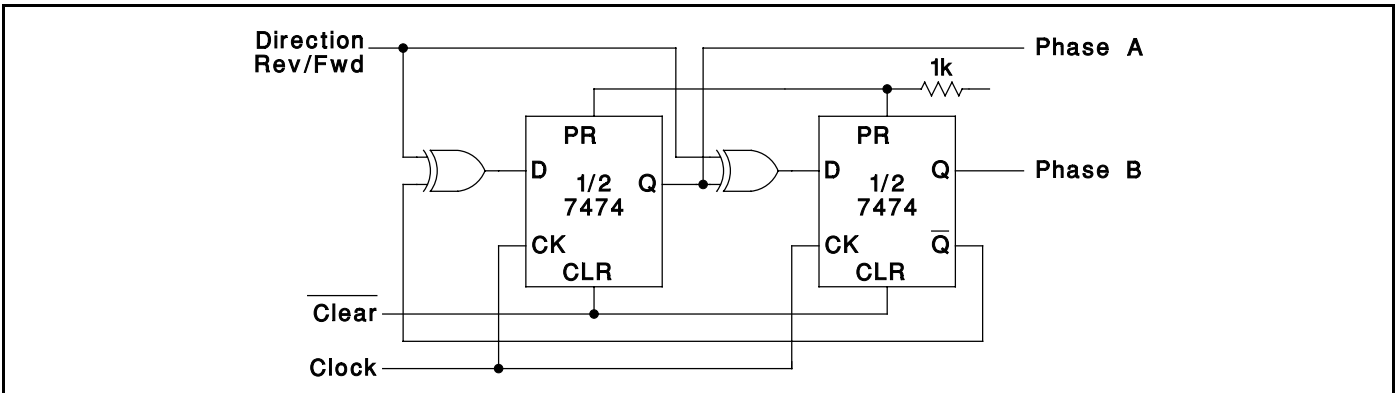 Direction
Rev/Fwd
Phase A
1k
PR
PR
D
1/2
7474
Q
D
1/2
7474
Q
Phase B
CK
CLR
CK
CLR
Q̅
C̅l̅e̅a̅r̅
Clock